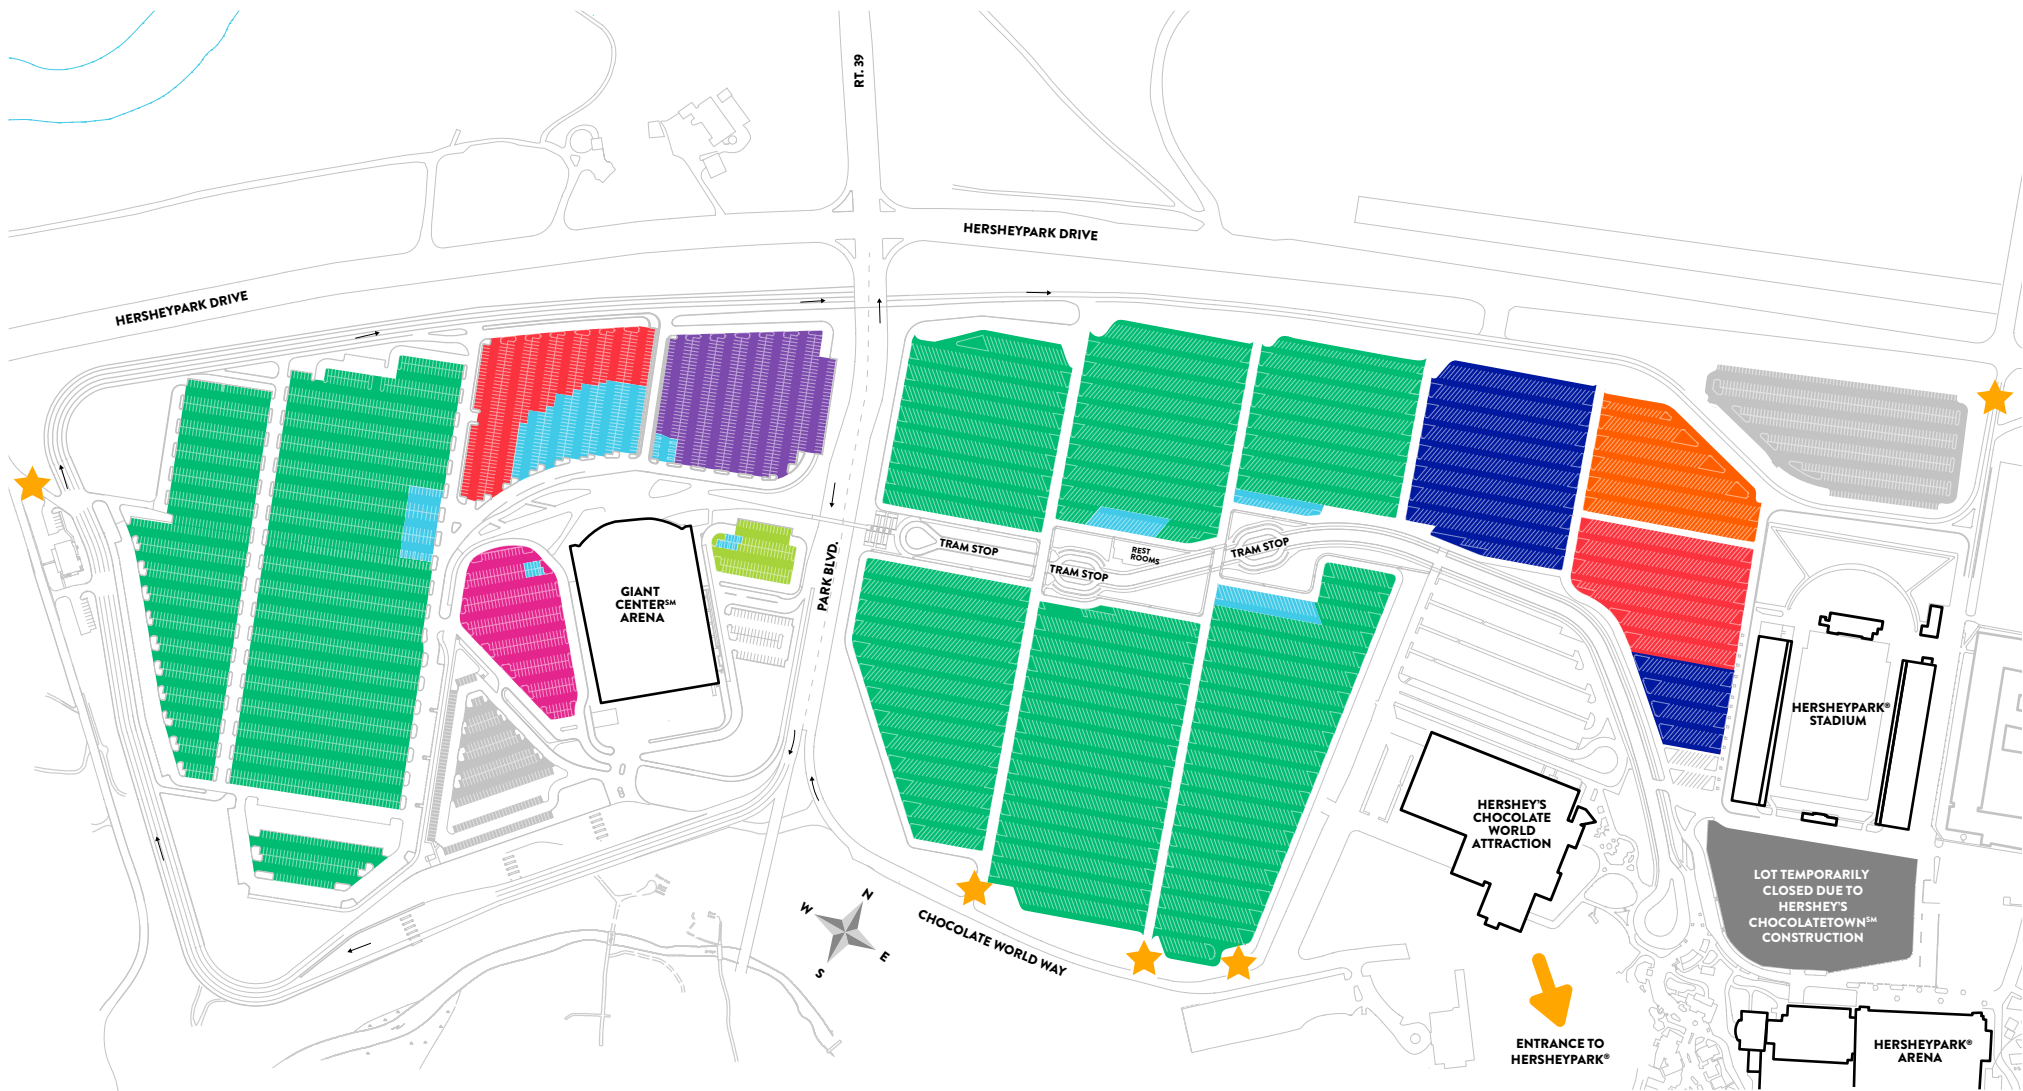 RT. 39
HERSHEYPARK DRIVE
HERSHEYPARK DRIVE
TRAM STOP
REST
ROOMS
TRAM STOP
TRAM STOP
PARK BLVD.
GIANT
CENTER℠
ARENA
HERSHEYPARK®
STADIUM
HERSHEY'S
CHOCOLATE
WORLD
ATTRACTION
LOT TEMPORARILY
CLOSED DUE TO
HERSHEY'S
CHOCOLATETOWN℠
CONSTRUCTION
N
W
E
S
CHOCOLATE WORLD WAY
ENTRANCE TO
HERSHEYPARK®
HERSHEYPARK®
ARENA